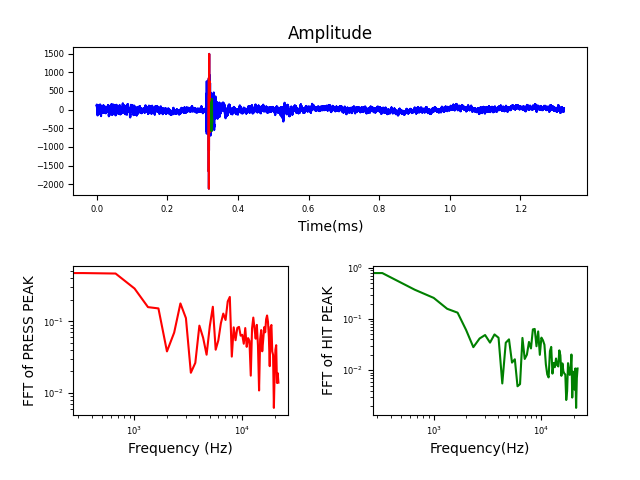 Amplitude
1500
1000
500
0
−500
−1000
−1500
−2000
0.0 0.2 0.4 0.6 0.8 1.0 1.2
Time(ms)
FFT of PRESS PEAK
10⁻¹
10⁻²
10³ 10⁴
Frequency (Hz)
FFT of HIT PEAK
10⁰
10⁻¹
10⁻²
10³ 10⁴
Frequency(Hz)